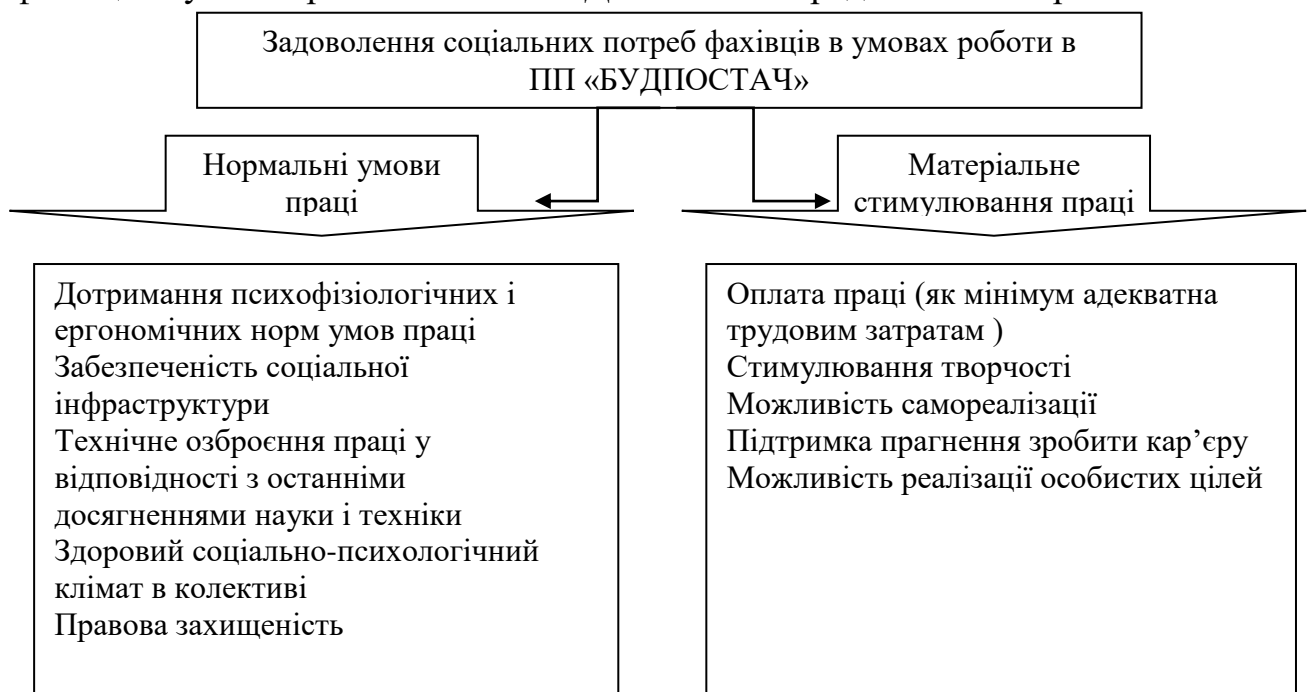 Задоволення соціальних потреб фахівців в умовах роботи в
ПП «БУДПОСТАЧ»
Нормальні умови
праці
Матеріальне
стимулювання праці
Дотримання психофізіологічних і
ергономічних норм умов праці
Забезпеченість соціальної
інфраструктури
Технічне озброєння праці у
відповідності з останніми
досягненнями науки і техніки
Здоровий соціально-психологічний
клімат в колективі
Правова захищеність
Оплата праці (як мінімум адекватна
трудовим затратам )
Стимулювання творчості
Можливість самореалізації
Підтримка прагнення зробити кар’єру
Можливість реалізації особистих цілей